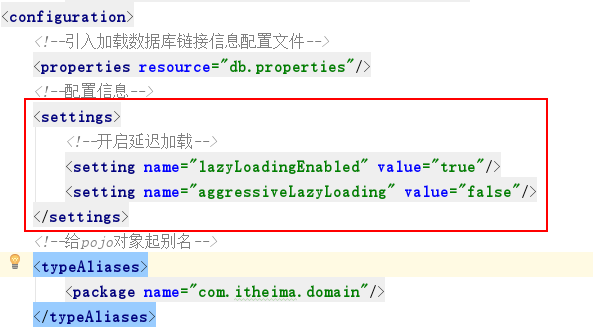 <configuration>
<!--引入加载数据库链接信息配置文件-->
<properties resource="db.properties"/>
<!--配置信息-->
<settings>
<!--开启延迟加载-->
<setting name="lazyLoadingEnabled" value="true"/>
<setting name="aggressiveLazyLoading" value="false"/>
</settings>
<!--给pojo对象起别名-->
<typeAliases>
<package name="com.itheima.domain"/>
</typeAliases>